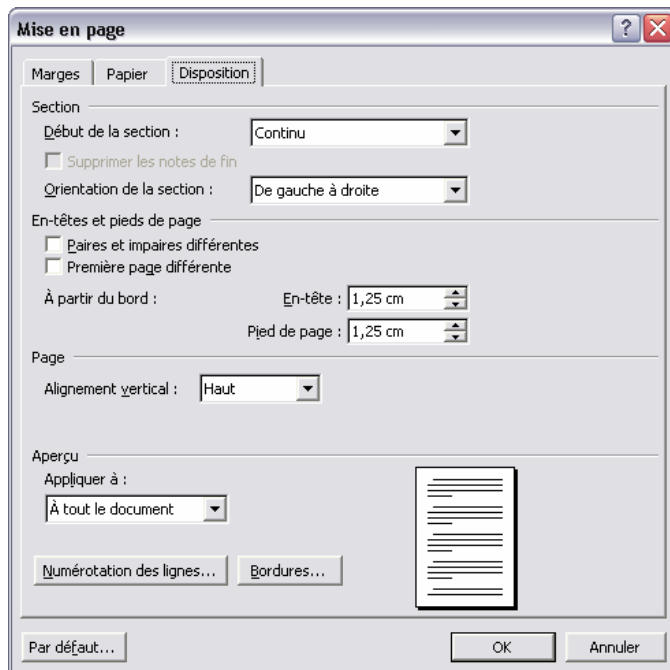 Mise en page
Marges Papier Disposition
Section
Début de la section : Continu
Supprimer les notes de fin
Orientation de la section : De gauche à droite
En-têtes et pieds de page
Paires et impaires différentes
Première page différente
À partir du bord : En-tête : 1,25 cm
Pied de page : 1,25 cm
Page
Alignement vertical : Haut
Aperçu
Appliquer à :
À tout le document
Numérotation des lignes... Bordures...
Par défaut... OK Annuler